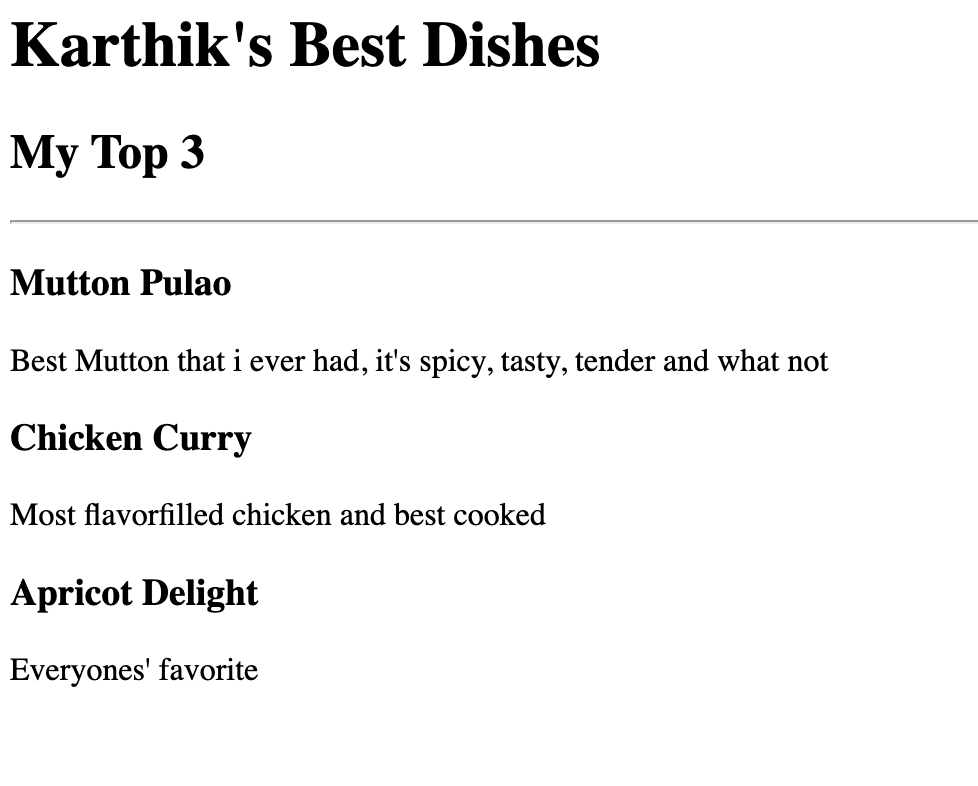 Karthik's Best Dishes
My Top 3
Mutton Pulao
Best Mutton that i ever had, it's spicy, tasty, tender and what not
Chicken Curry
Most flavorfilled chicken and best cooked
Apricot Delight
Everyones' favorite